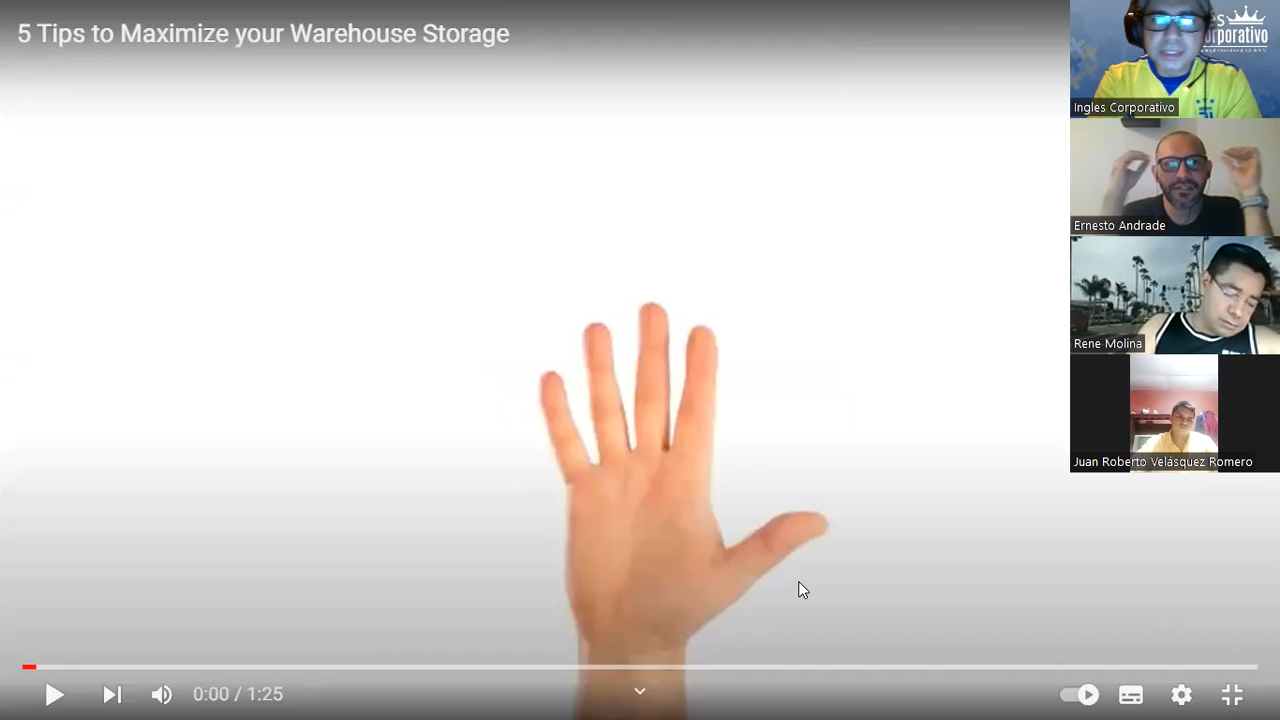 5 Tips to Maximize your Warehouse Storage
Corporativo
Ingles Corporativo
Ernesto Andrade
Rene Molina
Juan Roberto Velásquez Romero
0:00 / 1:25